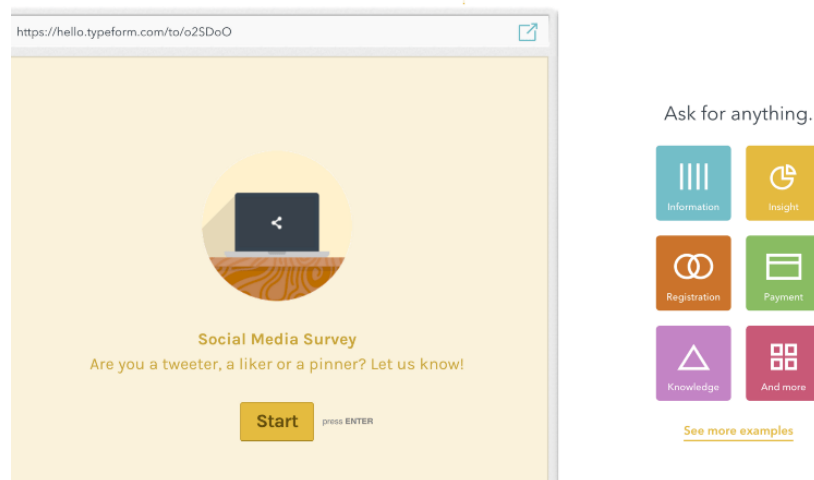 https://hello.typeform.com/to/o2SDoO
Social Media Survey
Are you a tweeter, a liker or a pinner? Let us know!
Start press ENTER
Ask for anything.
Information Insight
Registration Payment
Knowledge And more
See more examples